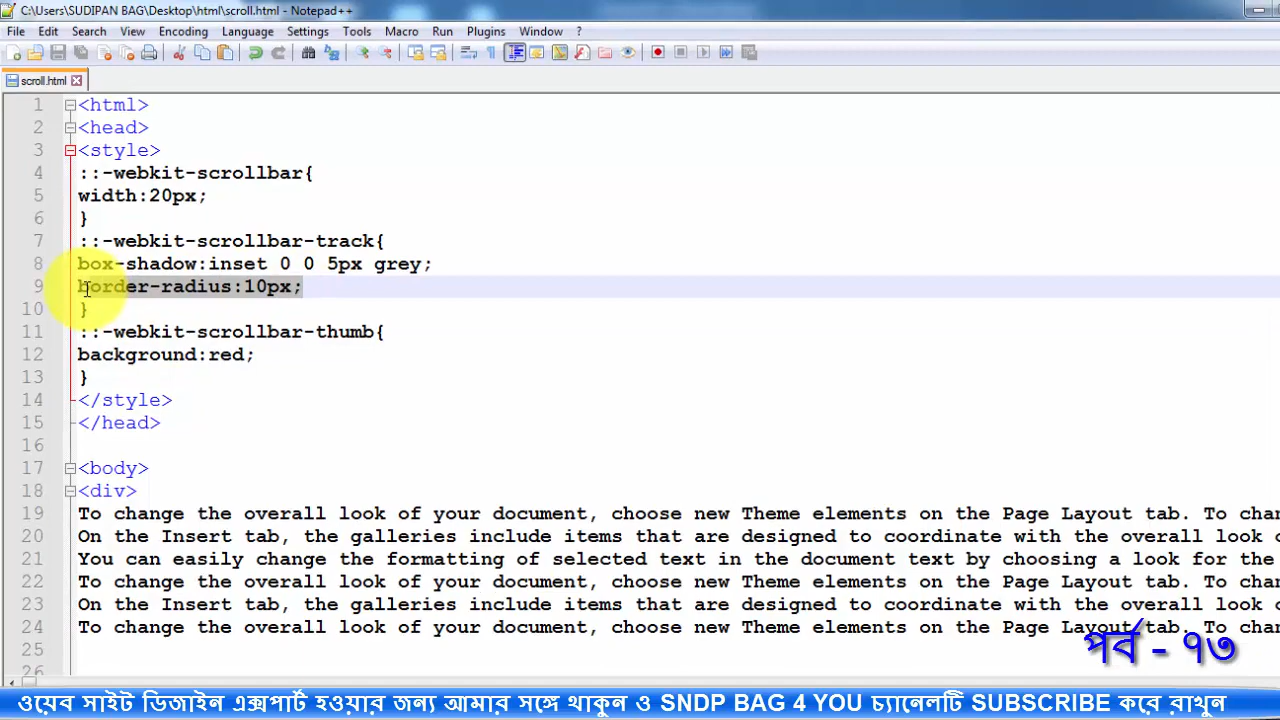 C:\Users\SUDIPAN BAG\Desktop\html\scroll.html - Notepad++
File Edit Search View Encoding Language Settings Tools Macro Run Plugins Window ?
scroll.html
1 <html>
2 <head>
3 <style>
4 ::-webkit-scrollbar{
5 width:20px;
6 }
7 ::-webkit-scrollbar-track{
8 box-shadow:inset 0 0 5px grey;
9 border-radius:10px;
10 }
11 ::-webkit-scrollbar-thumb{
12 background:red;
13 }
14 </style>
15 </head>
16
17 <body>
18 <div>
19 To change the overall look of your document, choose new Theme elements on the Page Layout tab. To chan
20 On the Insert tab, the galleries include items that are designed to coordinate with the overall look o
21 You can easily change the formatting of selected text in the document text by choosing a look for the
22 To change the overall look of your document, choose new Theme elements on the Page Layout tab. To chan
23 On the Insert tab, the galleries include items that are designed to coordinate with the overall look o
24 To change the overall look of your document, choose new Theme elements on the Page Layout tab. To chan
25
26
পর্ব - ৭৩
ওয়েব সাইট ডিজাইন এক্সপার্ট হওয়ার জন্য আমার সঙ্গে থাকুন ও SNDP BAG 4 YOU চ্যানেলটি SUBSCRIBE করে রাখুন